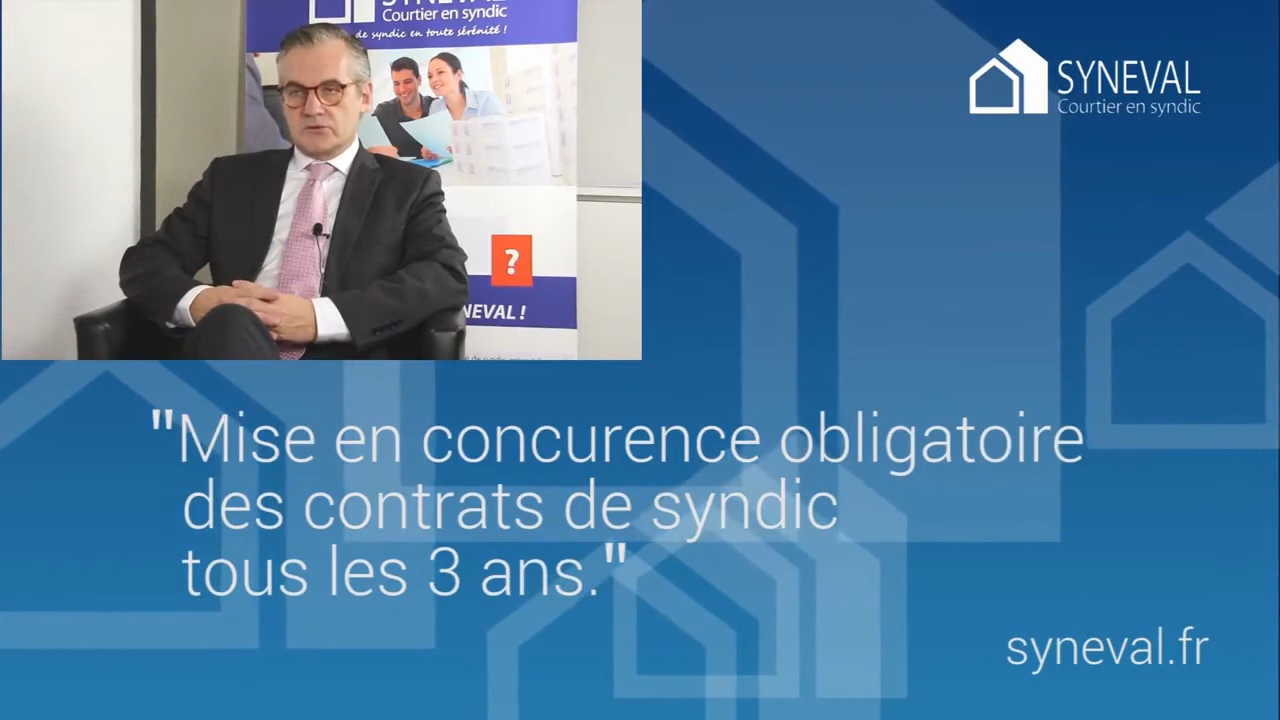 SYNEVAL
Courtier en syndic
de syndic en toute sérénité !
?
NEVAL !
SYNEVAL
Courtier en syndic
"Mise en concurence obligatoire
des contrats de syndic
tous les 3 ans."
syneval.fr